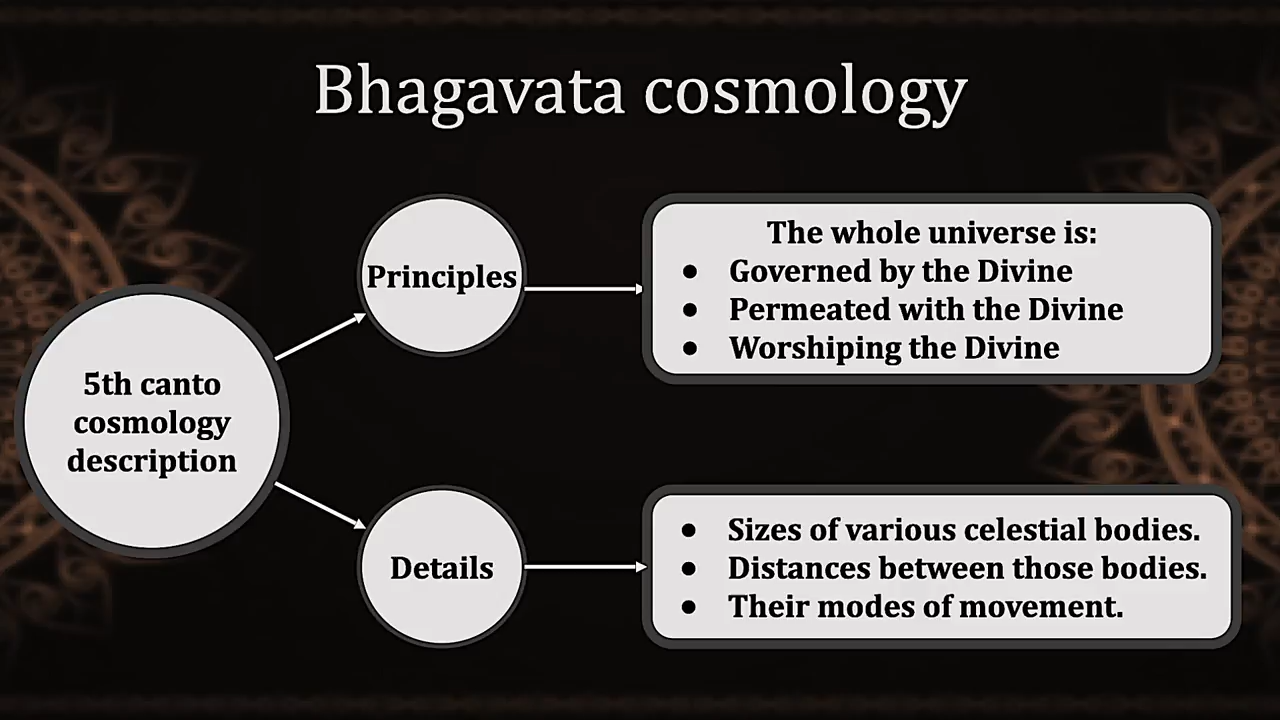 Bhagavata cosmology
5th canto
cosmology
description
Principles
The whole universe is:
● Governed by the Divine
● Permeated with the Divine
● Worshiping the Divine
Details
● Sizes of various celestial bodies.
● Distances between those bodies.
● Their modes of movement.